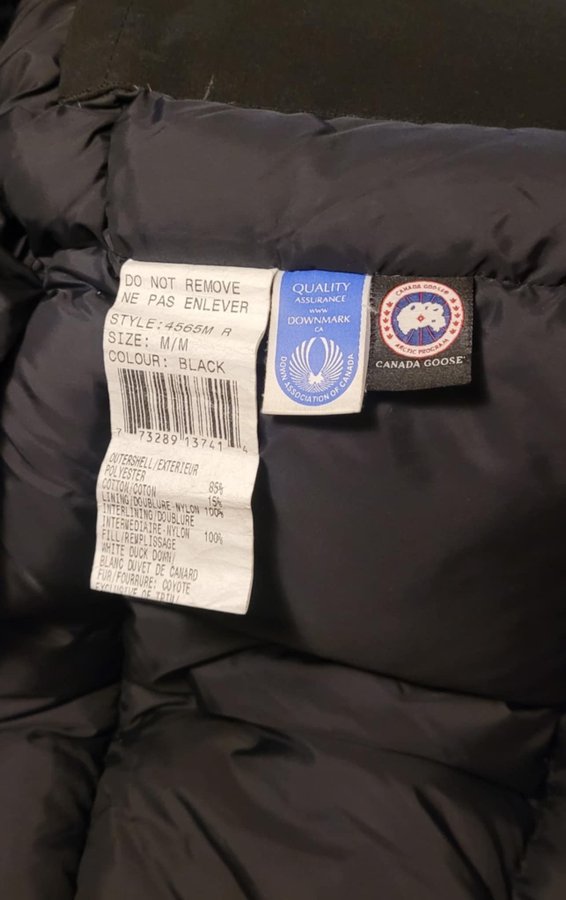 DO NOT REMOVE
NE PAS ENLEVER
STYLE: 4565M R
SIZE: M/M
COLOUR: BLACK
7 73289 13741 4
OUTERSHELL/EXTERIEUR
POLYESTER 85%
COTTON/COTON 15%
LINING/DOUBLURE NYLON 100%
INTERLINING/DOUBLURE
INTERMEDIAIRE NYLON 100%
FILL/REMPLISSAGE
WHITE DUCK DOWN/
BLANC DUVET DE CANARD
FUR/FOURRURE: COYOTE
EXCLUSIVE OF TRIM/
QUALITY
ASSURANCE
www
DOWNMARK
CA
DOWN ASSOCIATION OF CANADA
CANADA GOOSE
ARCTIC PROGRAM
CANADA GOOSE